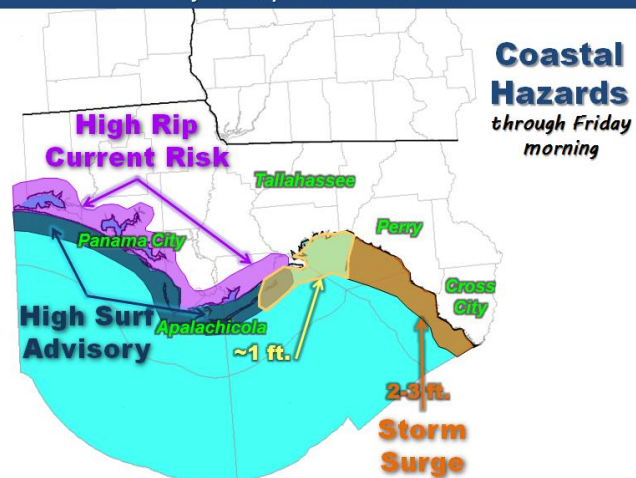 Coastal
Hazards
through Friday
morning
High Rip
Current Risk
Tallahassee
Panama City
Perry
Cross
City
High Surf
Advisory
Apalachicola
~1 ft.
2-3 ft.
Storm
Surge